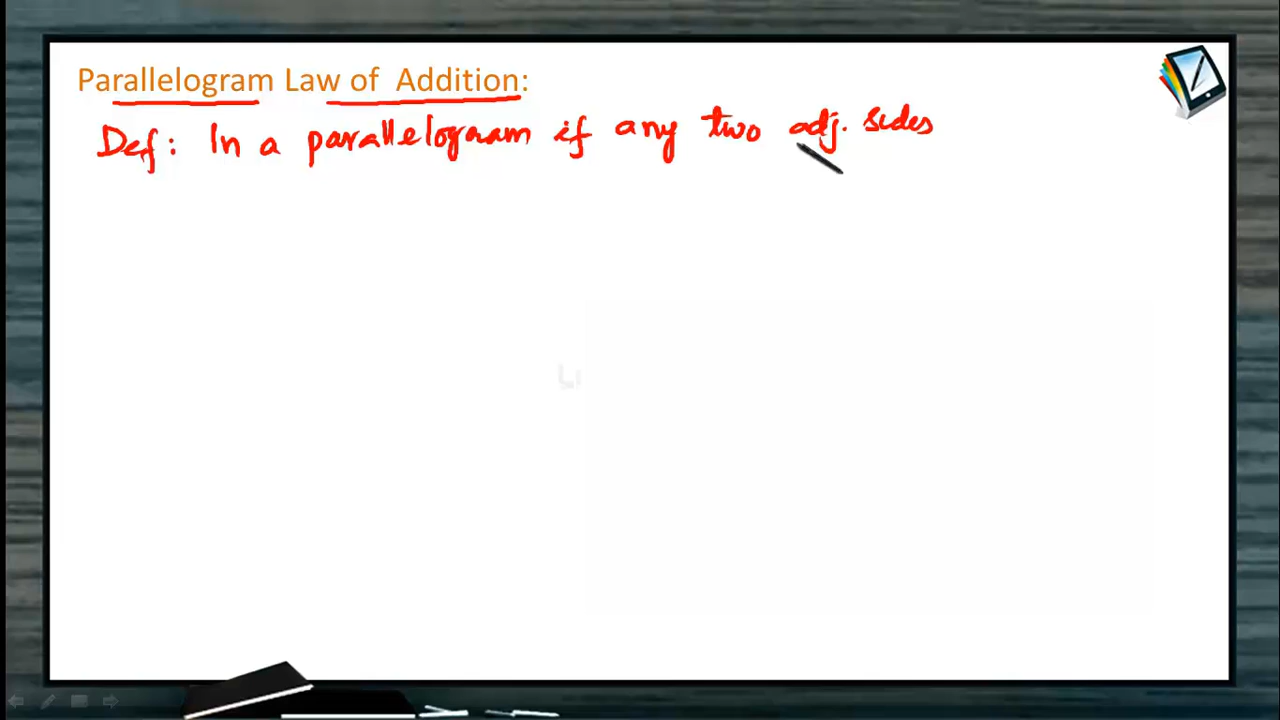 Parallelogram Law of Addition:
Def: In a parallelogram if any two adj. sides